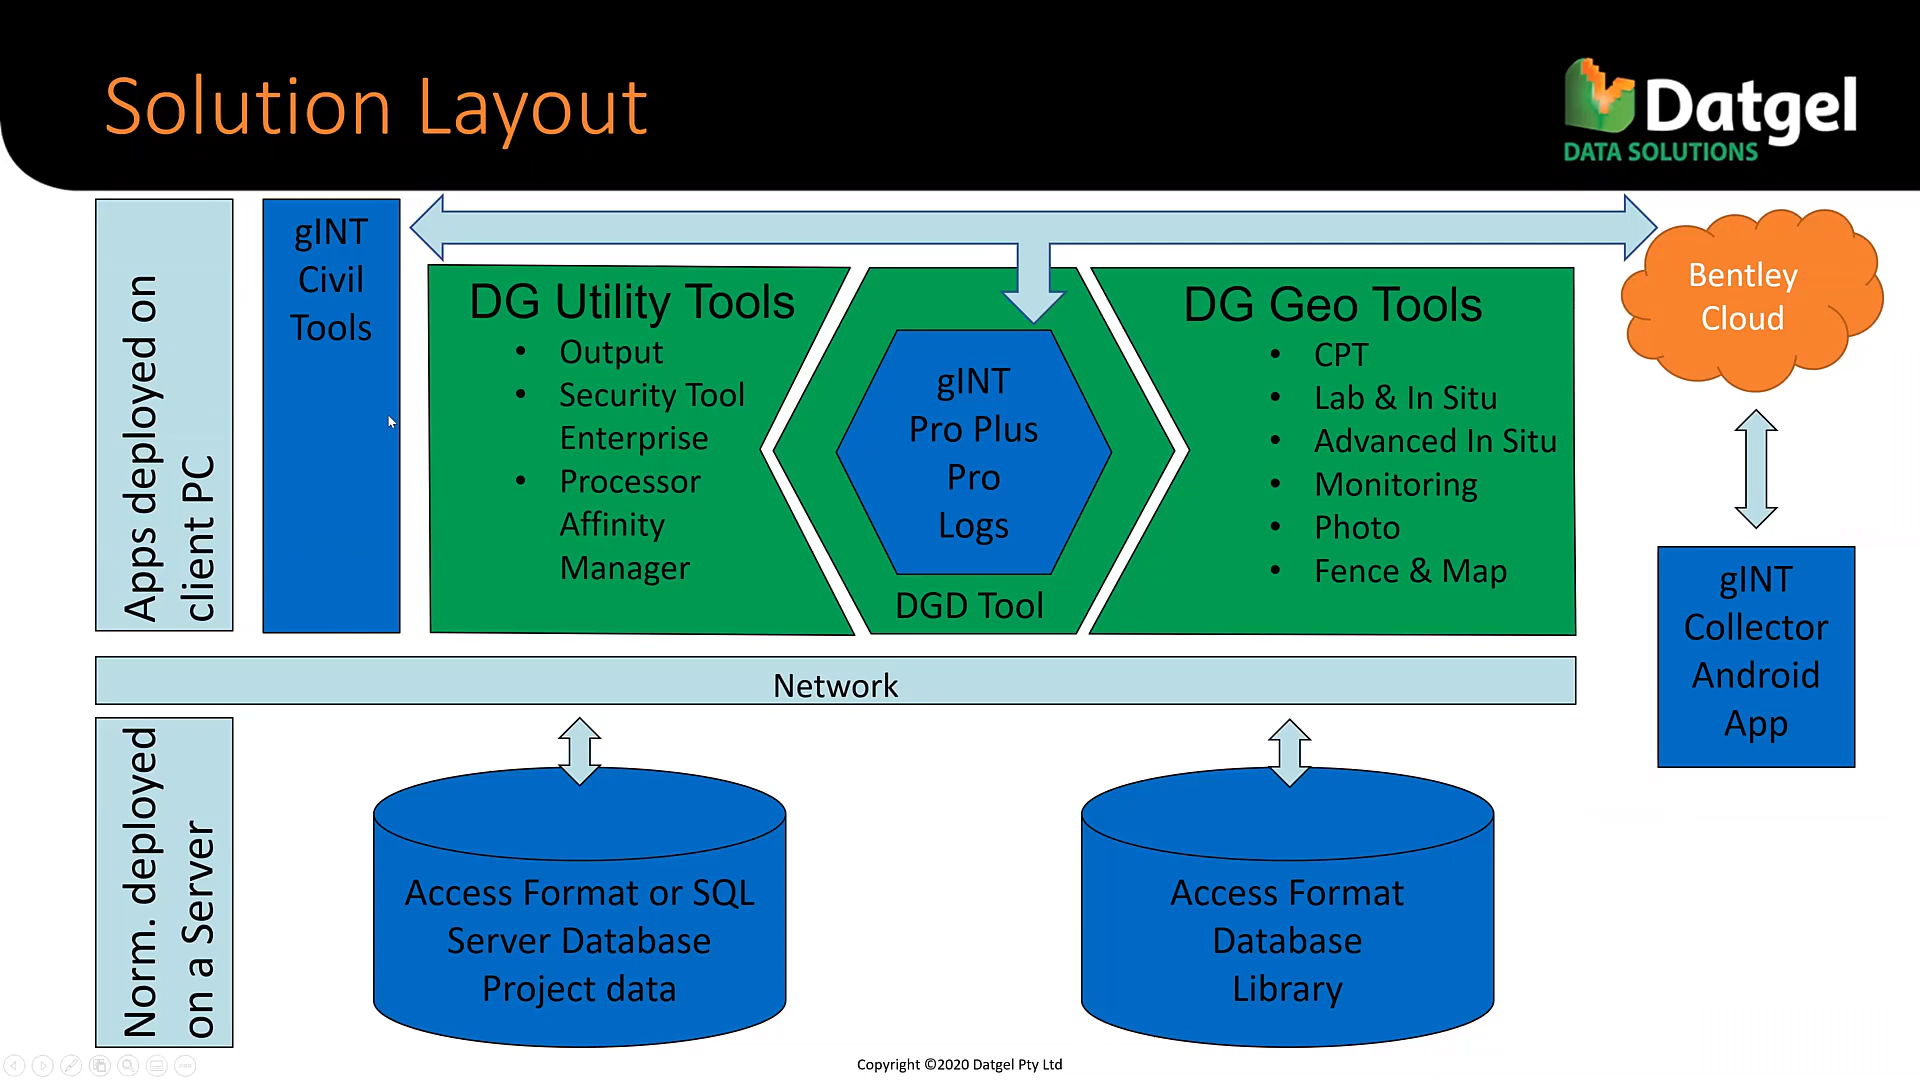 Solution Layout
Datgel
DATA SOLUTIONS
Apps deployed on
client PC
gINT
Civil
Tools
DG Utility Tools
• Output
• Security Tool
Enterprise
• Processor
Affinity
Manager
gINT
Pro Plus
Pro
Logs
DGD Tool
DG Geo Tools
• CPT
• Lab & In Situ
• Advanced In Situ
• Monitoring
• Photo
• Fence & Map
Bentley
Cloud
gINT
Collector
Android
App
Network
Norm. deployed
on a Server
Access Format or SQL
Server Database
Project data
Access Format
Database
Library
Copyright ©2020 Datgel Pty Ltd